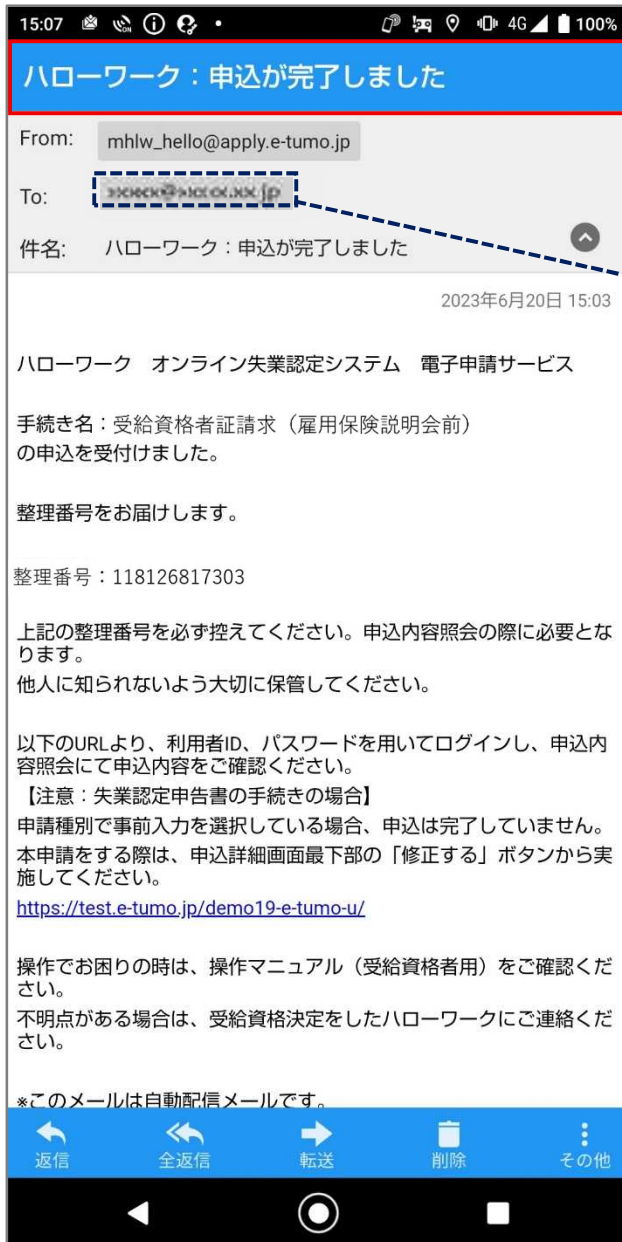 15:07 4G 100%
ハローワーク：申込が完了しました
From: mhlw_hello@apply.e-tumo.jp
To:
件名: ハローワーク：申込が完了しました
2023年6月20日 15:03
ハローワーク　オンライン失業認定システム　電子申請サービス
手続き名：受給資格者証請求（雇用保険説明会前）
の申込を受付けました。
整理番号をお届けします。
整理番号：118126817303
上記の整理番号を必ず控えてください。申込内容照会の際に必要とな
ります。
他人に知られないよう大切に保管してください。
以下のURLより、利用者ID、パスワードを用いてログインし、申込内
容照会にて申込内容をご確認ください。
【注意：失業認定申告書の手続きの場合】
申請種別で事前入力を選択している場合、申込は完了していません。
本申請をする際は、申込詳細画面最下部の「修正する」ボタンから実
施してください。
https://test.e-tumo.jp/demo19-e-tumo-u/
操作でお困りの時は、操作マニュアル（受給資格者用）をご確認くだ
さい。
不明点がある場合は、受給資格決定をしたハローワークにご連絡くだ
さい。
*このメールは自動配信メールです。
返信 全返信 転送 削除 その他